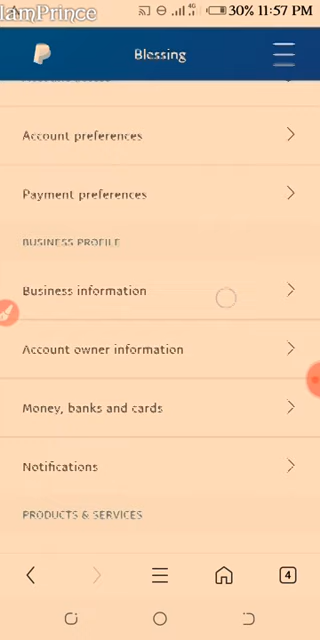 IamPrince
4G 30% 11:57 PM
Blessing
Account preferences
Payment preferences
BUSINESS PROFILE
Business information
Account owner information
Money, banks and cards
Notifications
PRODUCTS & SERVICES
4